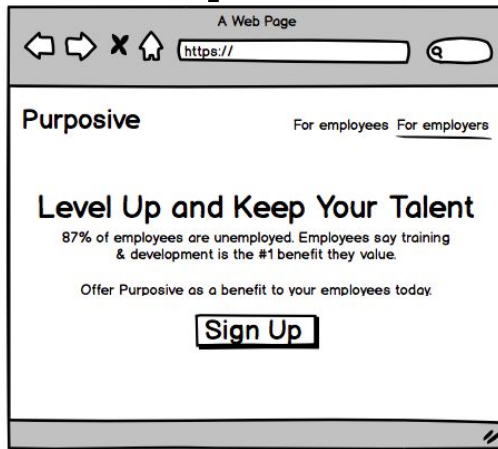 A Web Page
https://
Purposive
For employees For employers
Level Up and Keep Your Talent
87% of employees are unemployed. Employees say training
& development is the #1 benefit they value.
Offer Purposive as a benefit to your employees today.
Sign Up